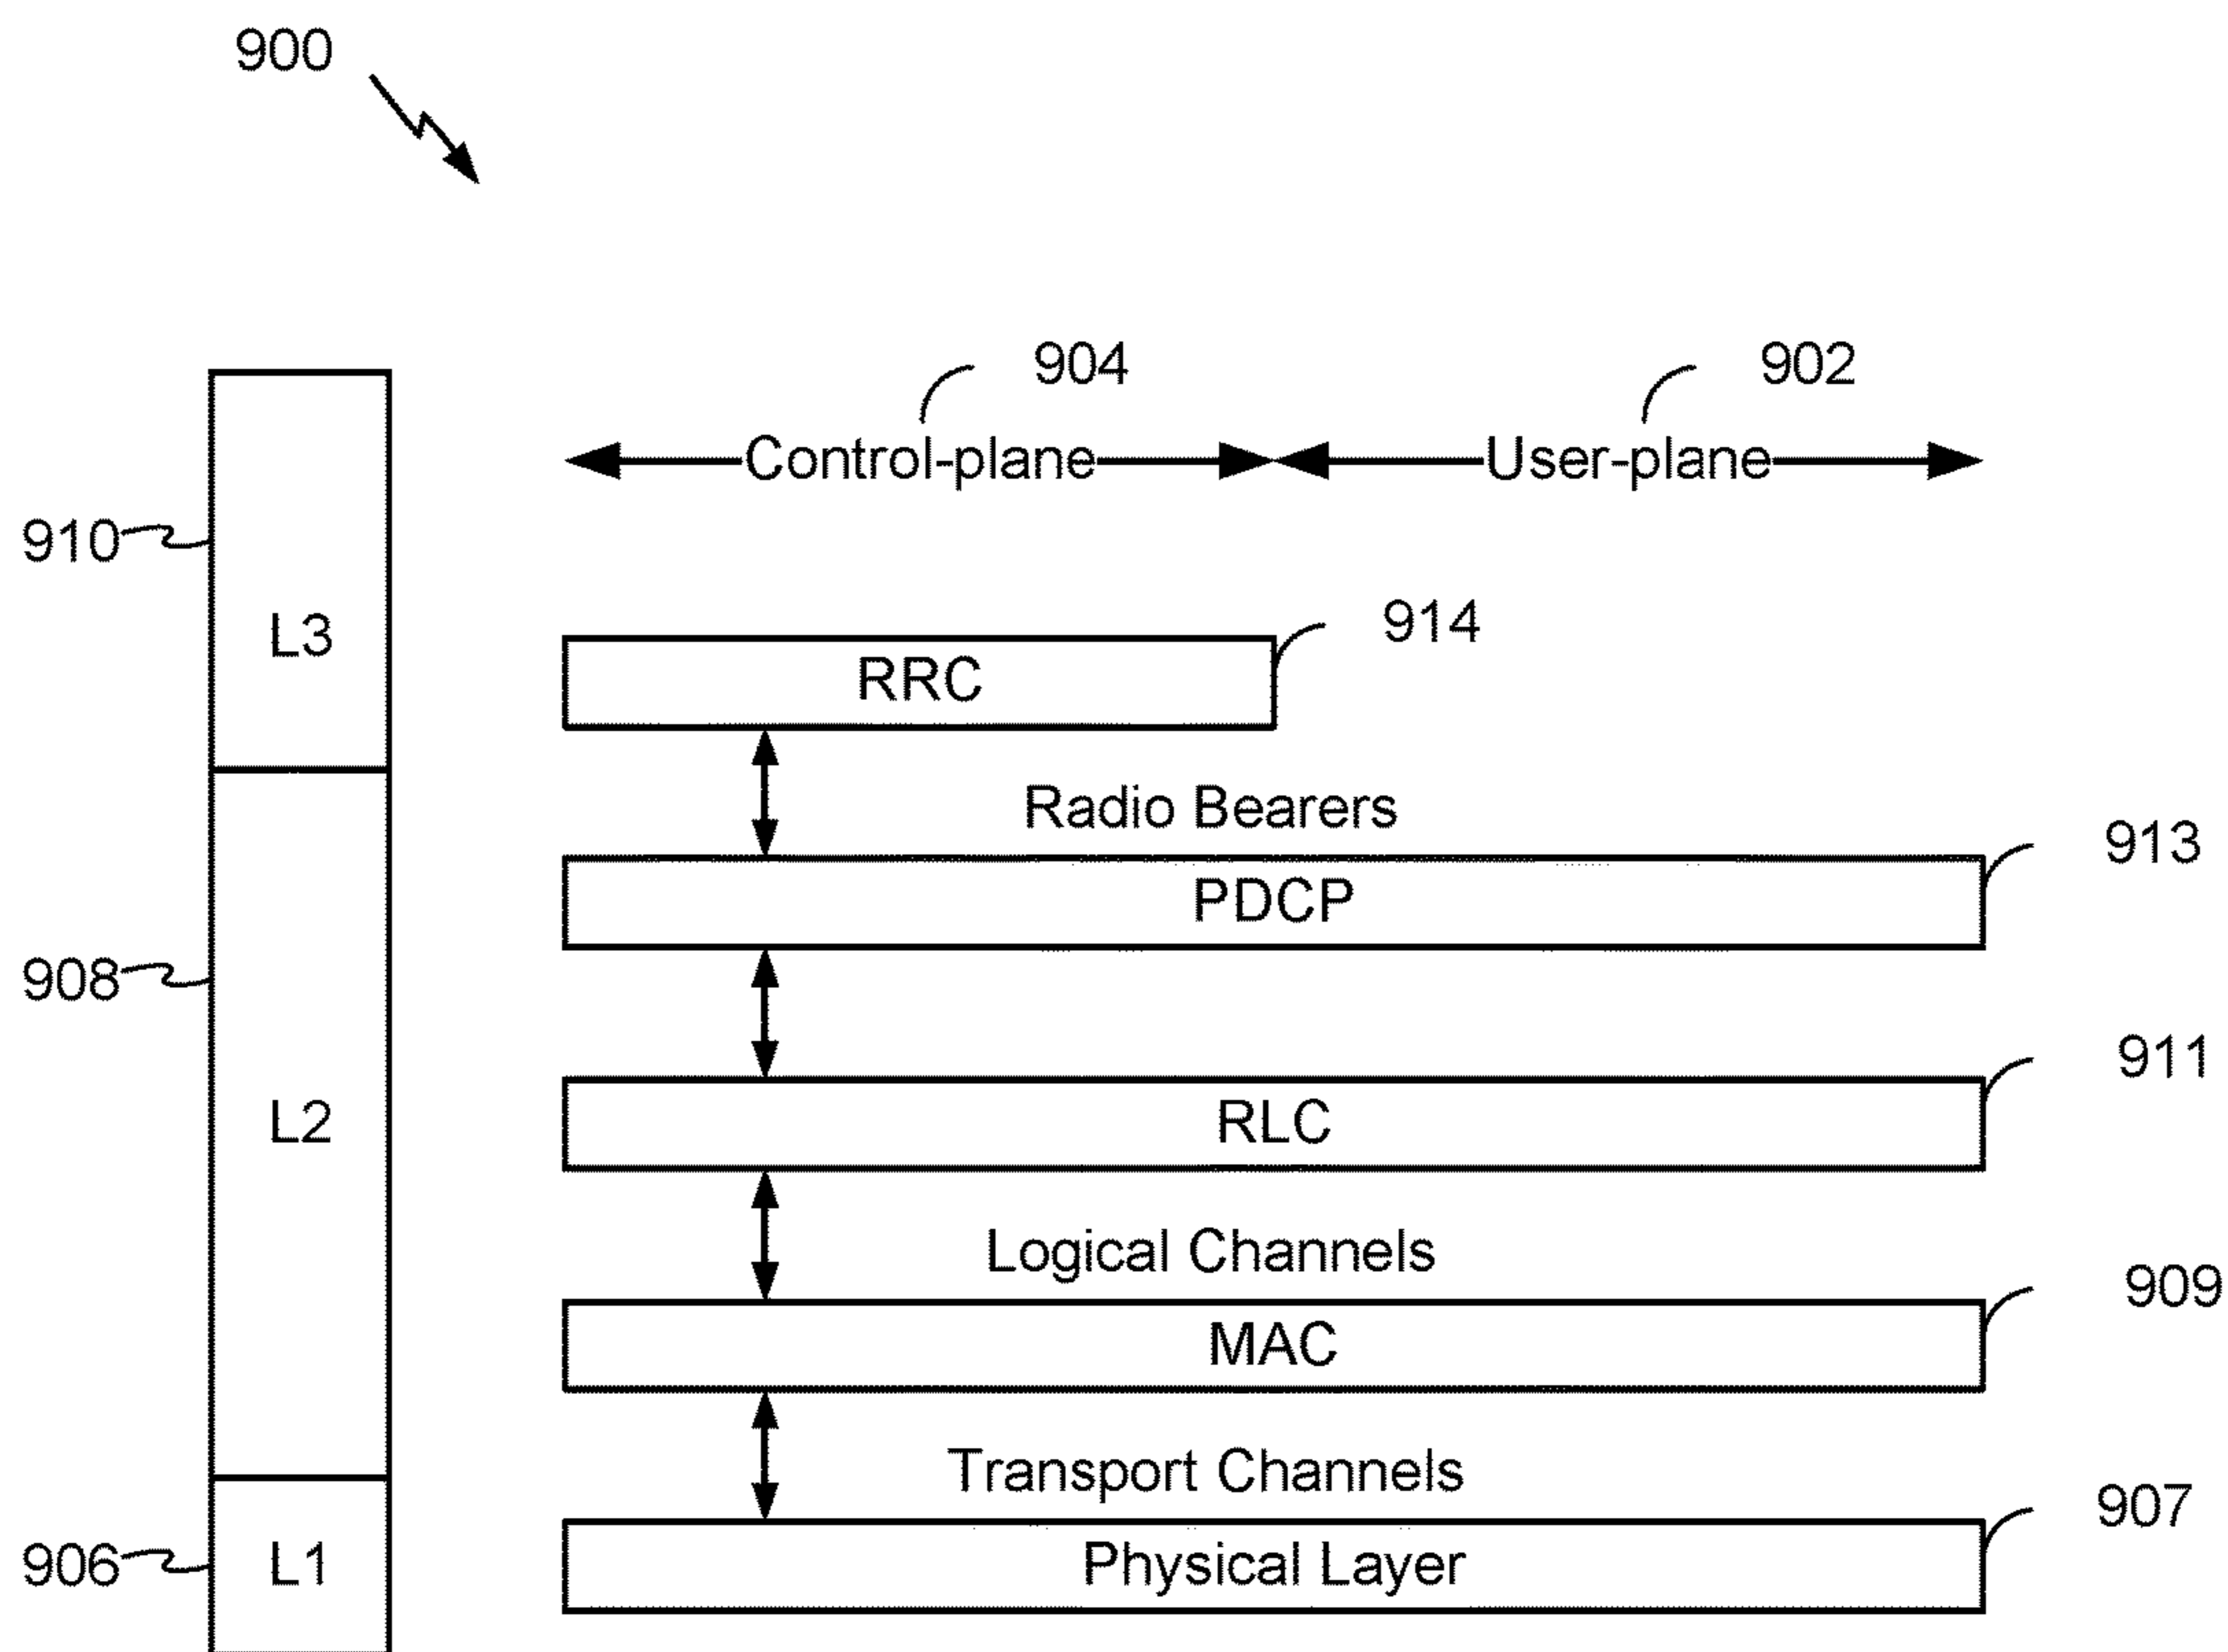 900
904
902
Control-plane
User-plane
910
L3
914
RRC
Radio Bearers
913
PDCP
908
L2
911
RLC
Logical Channels
909
MAC
Transport Channels
907
906
L1
Physical Layer